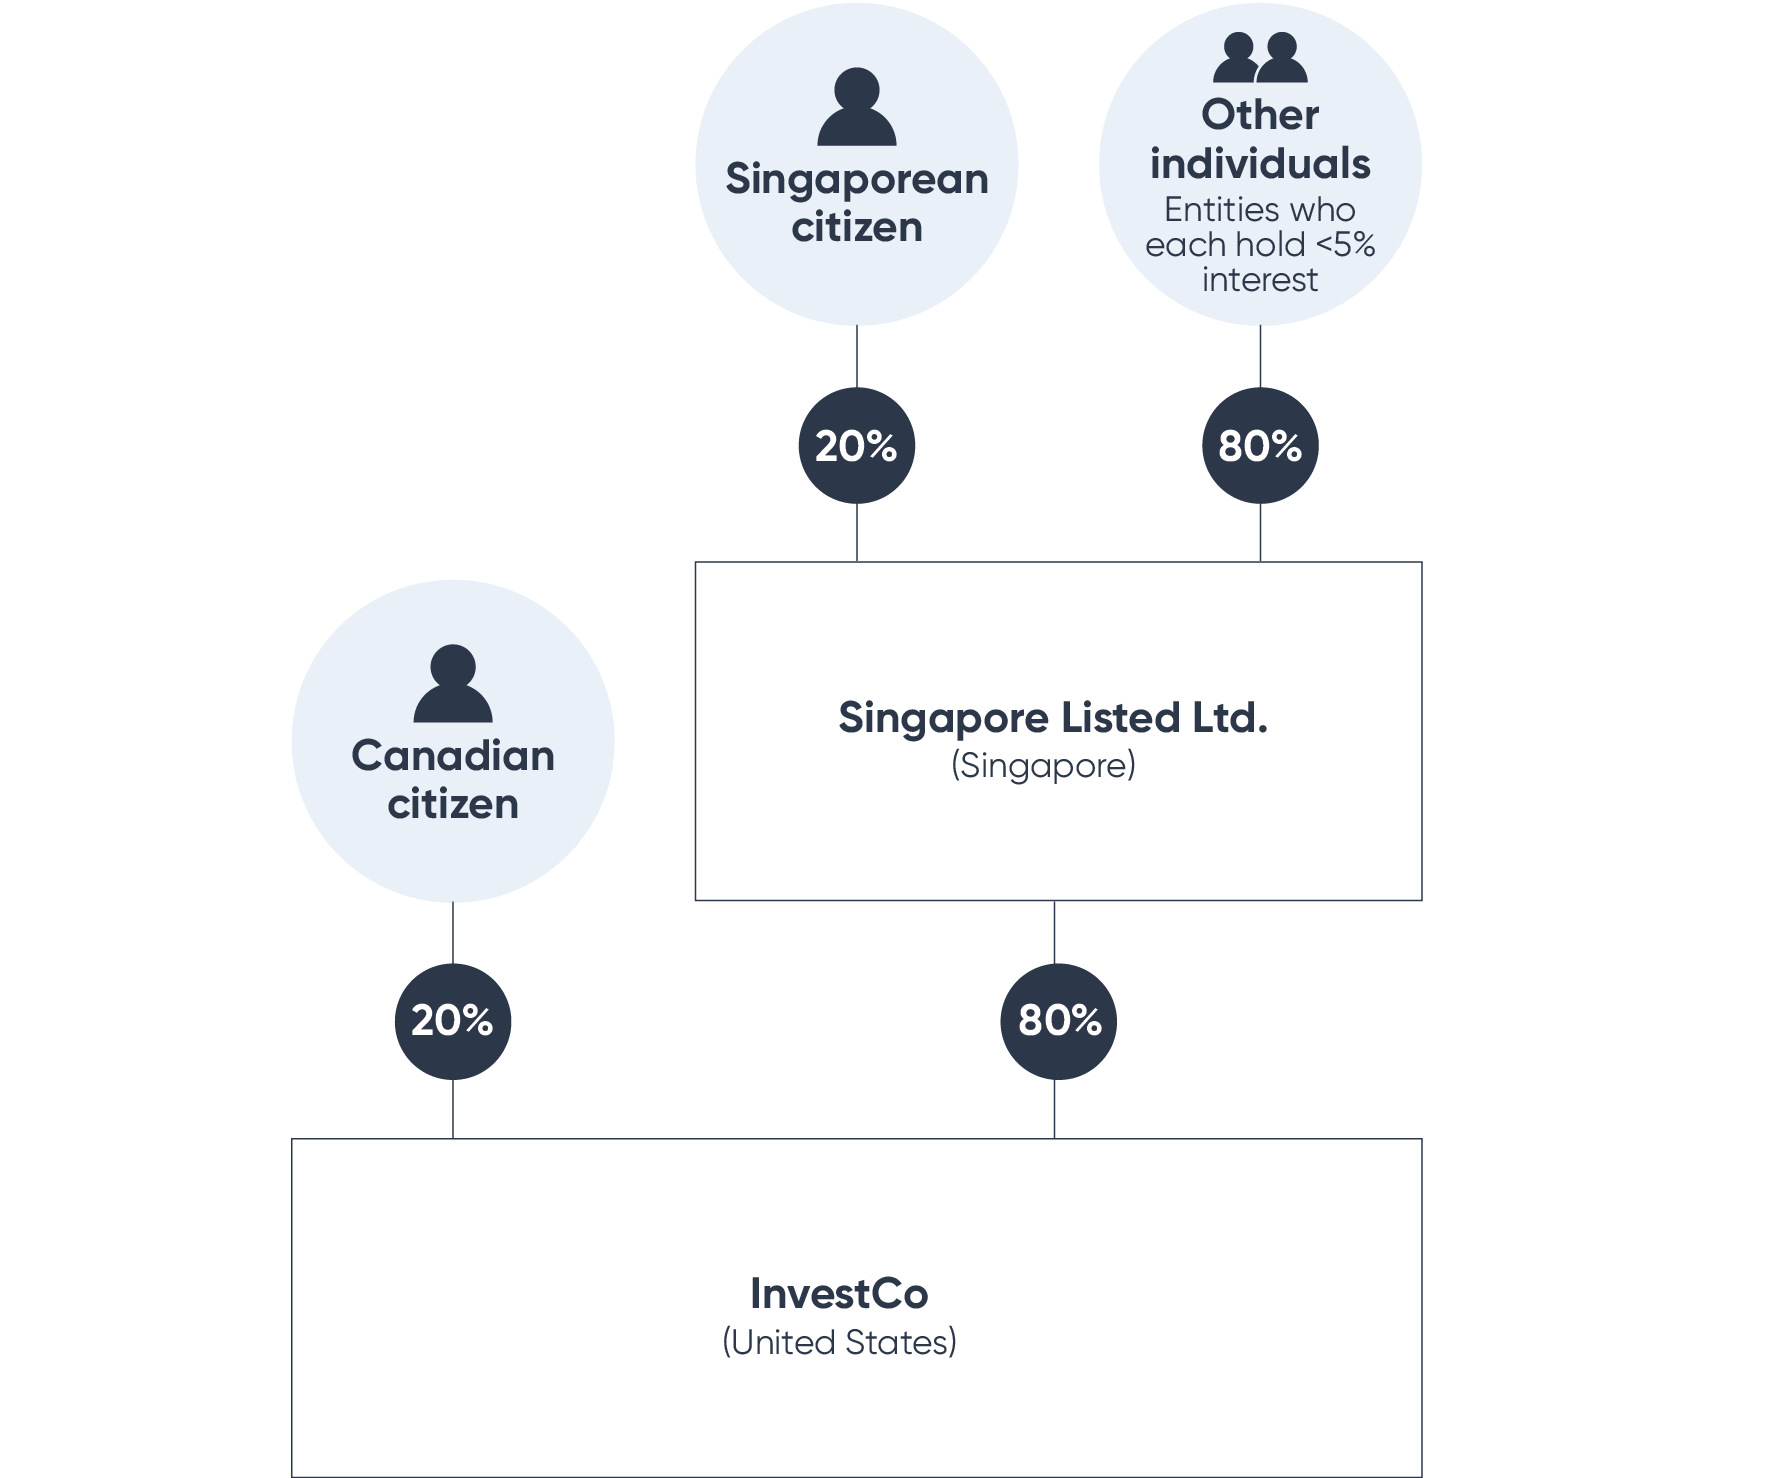 Singaporean
citizen
Other
individuals
Entities who
each hold <5%
interest
20%
80%
Singapore Listed Ltd.
(Singapore)
Canadian
citizen
20%
80%
InvestCo
(United States)